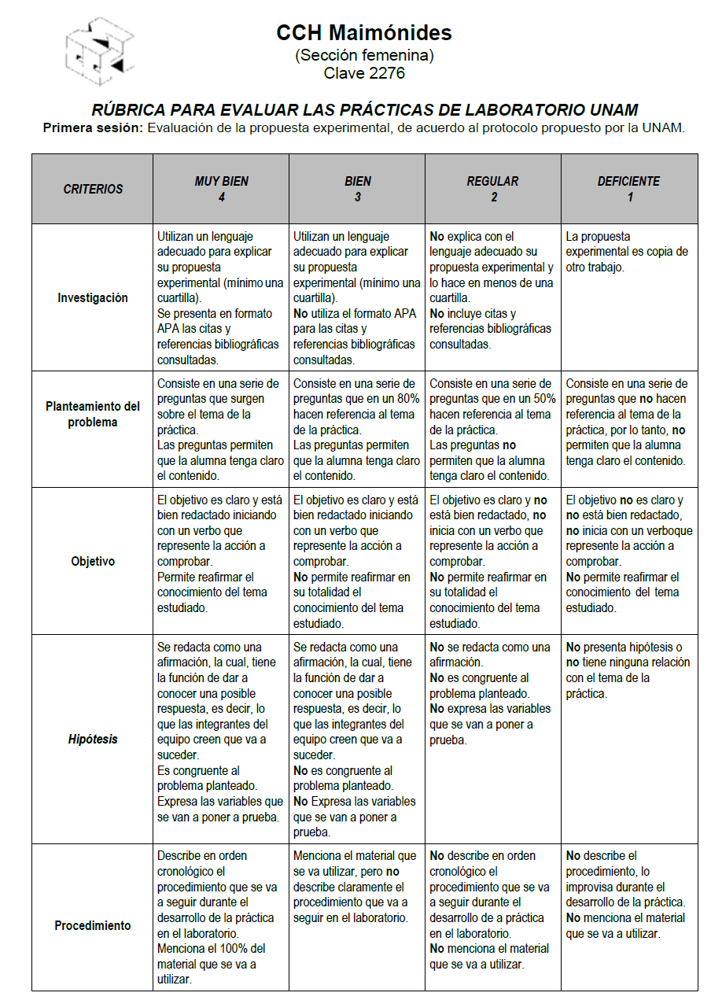 CCH Maimónides
(Sección femenina)
Clave 2276
RÚBRICA PARA EVALUAR LAS PRÁCTICAS DE LABORATORIO UNAM
Primera sesión: Evaluación de la propuesta experimental, de acuerdo al protocolo propuesto por la UNAM.
CRITERIOS
MUY BIEN
4
BIEN
3
REGULAR
2
DEFICIENTE
1
Investigación
Utilizan un lenguaje
adecuado para explicar
su propuesta
experimental (mínimo una
cuartilla).
Se presenta en formato
APA las citas y
referencias bibliográficas
consultadas.
Utilizan un lenguaje
adecuado para explicar
su propuesta
experimental (mínimo una
cuartilla).
No utiliza el formato APA
para las citas y
referencias bibliográficas
consultadas.
No explica con el
lenguaje adecuado su
propuesta experimental y
lo hace en menos de una
cuartilla.
No incluye citas y
referencias bibliográficas
consultadas.
La propuesta
experimental es copia de
otro trabajo.
Planteamiento del
problema
Consiste en una serie de
preguntas que surgen
sobre el tema de la
práctica.
Las preguntas permiten
que la alumna tenga claro
el contenido.
Consiste en una serie de
preguntas que en un 80%
hacen referencia al tema
de la práctica.
Las preguntas permiten
que la alumna tenga claro
el contenido.
Consiste en una serie de
preguntas que en un 50%
hacen referencia al tema
de la práctica.
Las preguntas no
permiten que la alumna
tenga claro el contenido.
Consiste en una serie de
preguntas que no hacen
referencia al tema de la
práctica, por lo tanto, no
permiten que la alumna
tenga claro el contenido.
Objetivo
El objetivo es claro y está
bien redactado iniciando
con un verbo que
represente la acción a
comprobar.
Permite reafirmar el
conocimiento del tema
estudiado.
El objetivo es claro y está
bien redactado iniciando
con un verbo que
represente la acción a
comprobar.
No permite reafirmar en
su totalidad el
conocimiento del tema
estudiado.
El objetivo es claro y no
está bien redactado, no
inicia con un verbo que
represente la acción a
comprobar.
No permite reafirmar en
su totalidad el
conocimiento del tema
estudiado.
El objetivo no es claro y
no está bien redactado,
no inicia con un verboque
represente la acción a
comprobar.
No permite reafirmar el
conocimiento del tema
estudiado.
Hipótesis
Se redacta como una
afirmación, la cual, tiene
la función de dar a
conocer una posible
respuesta, es decir, lo
que las integrantes del
equipo creen que va a
suceder.
Es congruente al
problema planteado.
Expresa las variables que
se van a poner a prueba.
Se redacta como una
afirmación, la cual, tiene
la función de dar a
conocer una posible
respuesta, es decir, lo
que las integrantes del
equipo creen que va a
suceder.
No es congruente al
problema planteado.
No Expresa las variables
que se van a poner a
prueba.
No se redacta como una
afirmación.
No es congruente al
problema planteado.
No expresa las variables
que se van a poner a
prueba.
No presenta hipótesis o
no tiene ninguna relación
con el tema de la
práctica.
Procedimiento
Describe en orden
cronológico el
procedimiento que se va
a seguir durante el
desarrollo de la práctica
en el laboratorio.
Menciona el 100% del
material que se va a
utilizar.
Menciona el material que
se va utilizar, pero no
describe claramente el
procedimiento que va a
seguir en el laboratorio.
No describe en orden
cronológico el
procedimiento que se va
a seguir durante el
desarrollo de a práctica
en el laboratorio.
No menciona el material
que se va a utilizar.
No describe el
procedimiento, lo
improvisa durante el
desarrollo de la práctica.
No menciona el material
que se va a utilizar.